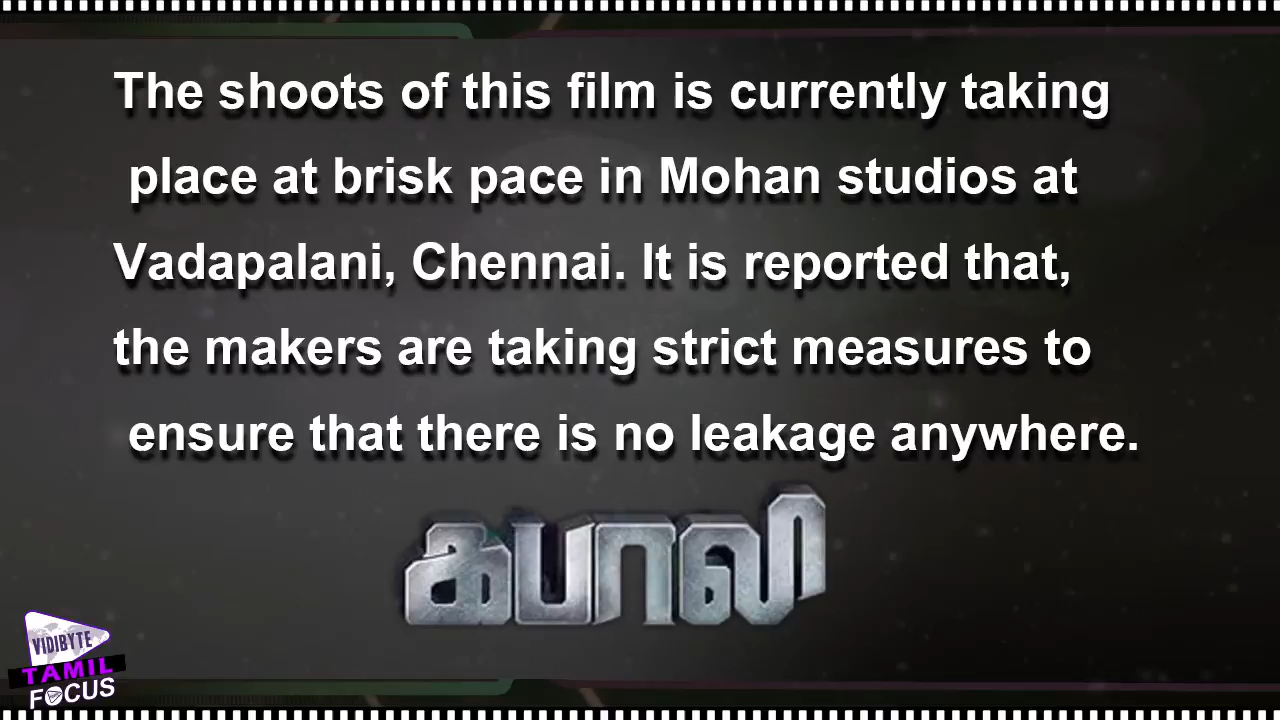 The shoots of this film is currently taking
place at brisk pace in Mohan studios at
Vadapalani, Chennai. It is reported that,
the makers are taking strict measures to
ensure that there is no leakage anywhere.
கபாலி
VIDIBYTE
TAMIL
FOCUS